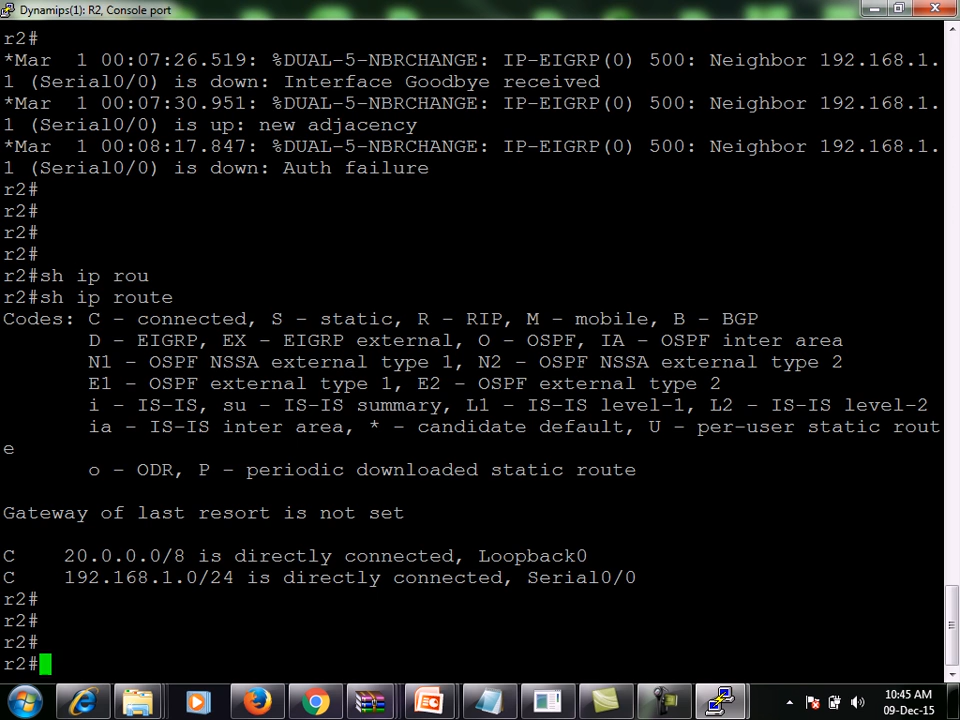 Dynamips(1): R2, Console port
r2#
*Mar  1 00:07:26.519: %DUAL-5-NBRCHANGE: IP-EIGRP(0) 500: Neighbor 192.168.1.
1 (Serial0/0) is down: Interface Goodbye received
*Mar  1 00:07:30.951: %DUAL-5-NBRCHANGE: IP-EIGRP(0) 500: Neighbor 192.168.1.
1 (Serial0/0) is up: new adjacency
*Mar  1 00:08:17.847: %DUAL-5-NBRCHANGE: IP-EIGRP(0) 500: Neighbor 192.168.1.
1 (Serial0/0) is down: Auth failure
r2#
r2#
r2#
r2#
r2#sh ip rou
r2#sh ip route
Codes: C - connected, S - static, R - RIP, M - mobile, B - BGP
       D - EIGRP, EX - EIGRP external, O - OSPF, IA - OSPF inter area
       N1 - OSPF NSSA external type 1, N2 - OSPF NSSA external type 2
       E1 - OSPF external type 1, E2 - OSPF external type 2
       i - IS-IS, su - IS-IS summary, L1 - IS-IS level-1, L2 - IS-IS level-2
       ia - IS-IS inter area, * - candidate default, U - per-user static rout
e
       o - ODR, P - periodic downloaded static route
Gateway of last resort is not set
C    20.0.0.0/8 is directly connected, Loopback0
C    192.168.1.0/24 is directly connected, Serial0/0
r2#
r2#
r2#
r2#
10:45 AM
09-Dec-15